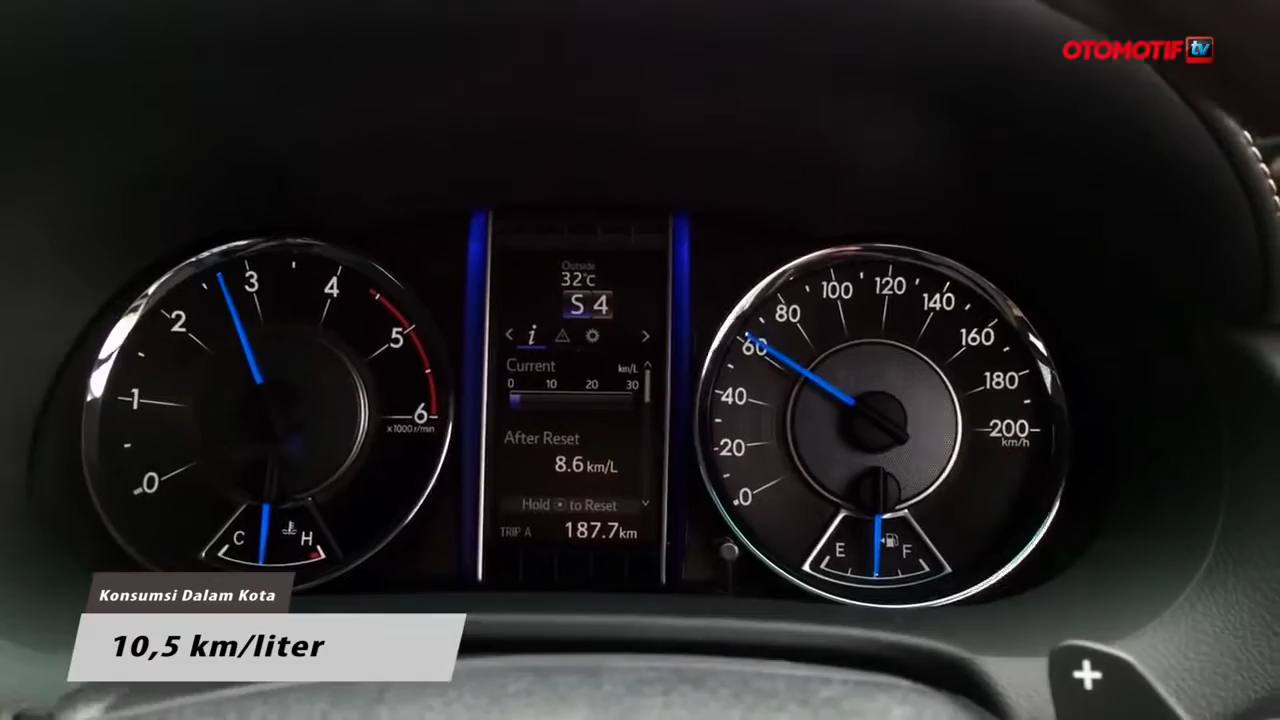 OTOMOTIF tv
0
1
2
3
4
5
6
x1000 r/min
C H
Outside
32°C
S 4
< i >
Current km/L
0 10 20 30
After Reset
8.6 km/L
Hold to Reset
TRIP A 187.7 km
0
20
40
60
80
100
120
140
160
180
200
km/h
E F
Konsumsi Dalam Kota
10,5 km/liter
+